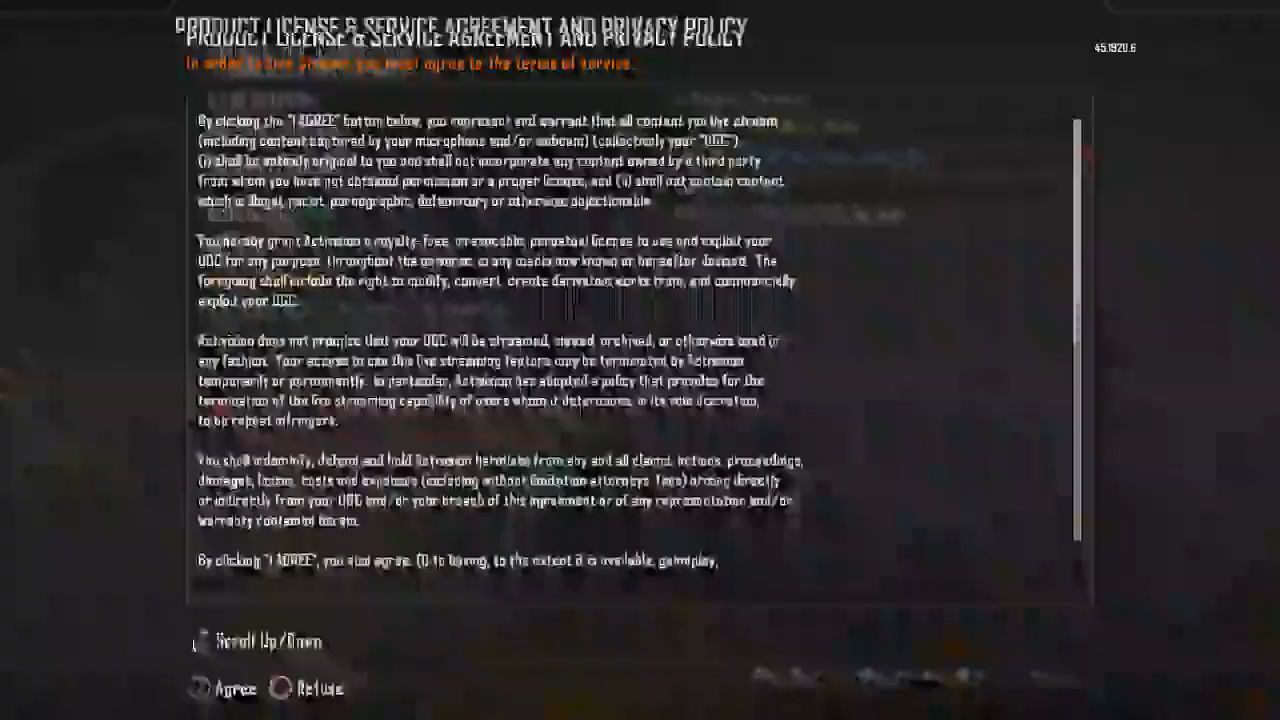 PRODUCT LICENSE & SERVICE AGREEMENT AND PRIVACY POLICY
45.1920.6
In order to Live Stream, you must agree to the terms of service.
By clicking the "I AGREE" button below, you represent and warrant that all content you live stream
(including content captured by your microphone and/or webcam) (collectively your "UGC")
(i) shall be entirely original to you and shall not incorporate any content owned by a third party
from whom you have not obtained permission or a proper license, and (ii) shall not contain content
which is illegal, racist, pornographic, defamatory or otherwise objectionable.
You hereby grant Activision a royalty-free, irrevocable, perpetual license to use and exploit your
UGC for any purpose throughout the universe in any media now known or hereafter devised. The
foregoing shall include the right to modify, convert, create derivative works from, and commercially
exploit your UGC.
Activision does not promise that your UGC will be streamed, viewed, archived, or otherwise used in
any fashion. Your access to use this live streaming feature may be terminated by Activision
temporarily or permanently. In particular, Activision has adopted a policy that provides for the
termination of the live streaming capability of users whom it determines, in its sole discretion,
to be repeat infringers.
You shall indemnify, defend and hold Activision harmless from any and all claims, actions, proceedings,
damages, losses, costs and expenses (including without limitation attorneys' fees) arising directly
or indirectly from your UGC and/or your breach of this agreement or of any representation and/or
warranty contained herein.
By clicking "I AGREE", you also agree: (1) to having, to the extent it is available, gameplay,
Scroll Up/Down
Agree Refuse